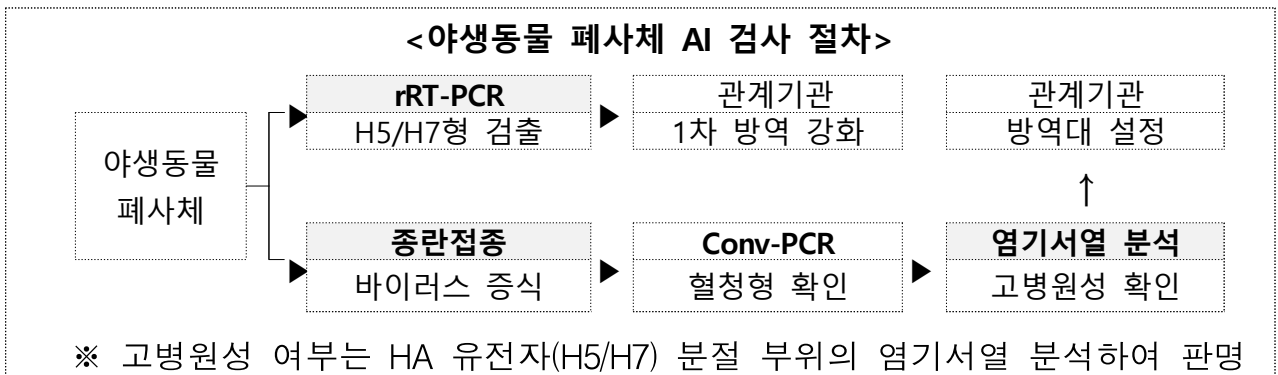 <야생동물 폐사체 AI 검사 절차>
야생동물
폐사체
▶
rRT-PCR
H5/H7형 검출
▶
관계기관
1차 방역 강화
관계기관
방역대 설정
↑
▶
종란접종
바이러스 증식
▶
Conv-PCR
혈청형 확인
▶
염기서열 분석
고병원성 확인
※ 고병원성 여부는 HA 유전자(H5/H7) 분절 부위의 염기서열 분석하여 판명